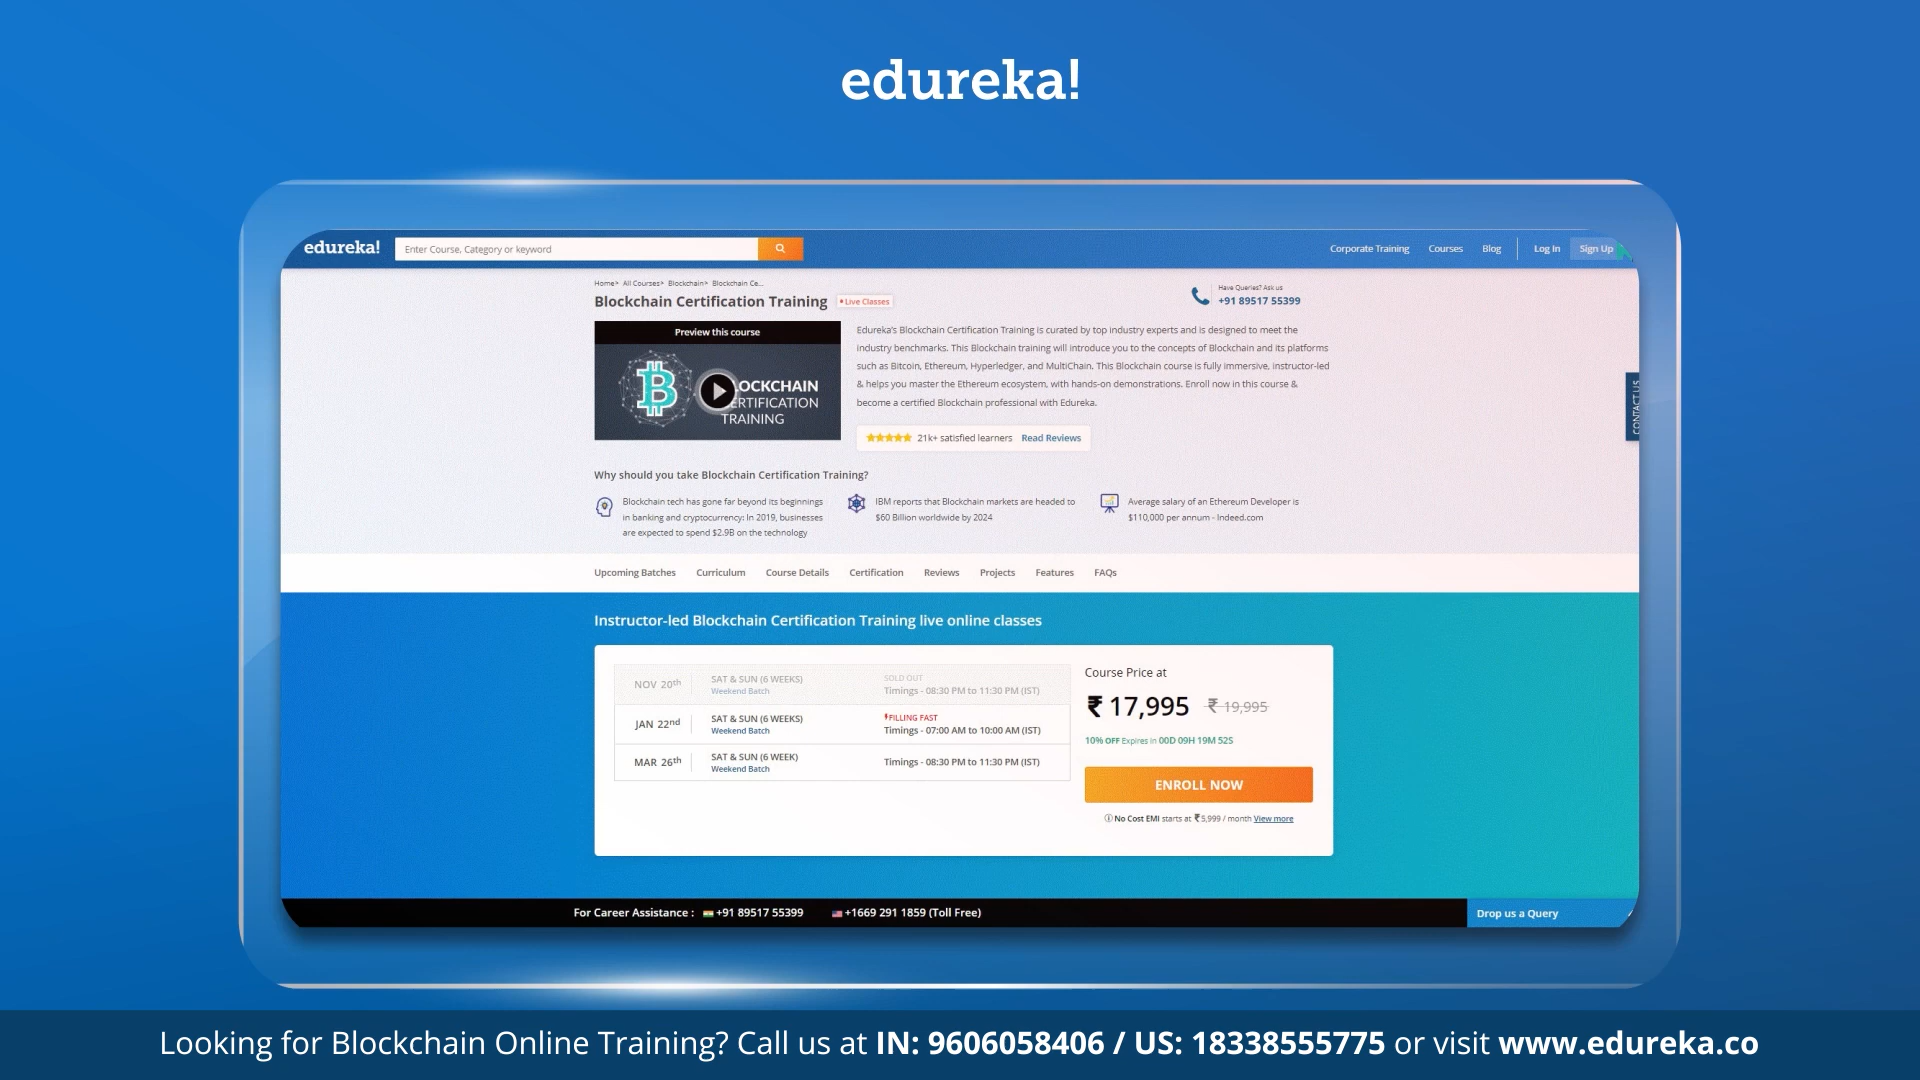 edureka!
edureka!
Enter Course, Category or keyword
Corporate Training Courses Blog Log In Sign Up
Home> All Courses> Blockchain> Blockchain Ce...
Blockchain Certification Training
Live Classes
Have Queries? Ask us
+91 89517 55399
Preview this course
OCKCHAIN
ERTIFICATION
TRAINING
Edureka's Blockchain Certification Training is curated by top industry experts and is designed to meet the
industry benchmarks. This Blockchain training will introduce you to the concepts of Blockchain and its platforms
such as Bitcoin, Ethereum, Hyperledger, and MultiChain. This Blockchain course is fully immersive, instructor-led
& helps you master the Ethereum ecosystem, with hands-on demonstrations. Enroll now in this course &
become a certified Blockchain professional with Edureka.
21k+ satisfied learners Read Reviews
CONTACT US
Why should you take Blockchain Certification Training?
Blockchain tech has gone far beyond its beginnings
in banking and cryptocurrency: In 2019, businesses
are expected to spend $2.9B on the technology
IBM reports that Blockchain markets are headed to
$60 Billion worldwide by 2024
Average salary of an Ethereum Developer is
$110,000 per annum - Indeed.com
Upcoming Batches Curriculum Course Details Certification Reviews Projects Features FAQs
Instructor-led Blockchain Certification Training live online classes
NOV 20th
SAT & SUN (6 WEEKS)
Weekend Batch
SOLD OUT
Timings - 08:30 PM to 11:30 PM (IST)
JAN 22nd
SAT & SUN (6 WEEKS)
Weekend Batch
FILLING FAST
Timings - 07:00 AM to 10:00 AM (IST)
MAR 26th
SAT & SUN (6 WEEK)
Weekend Batch
Timings - 08:30 PM to 11:30 PM (IST)
Course Price at
₹ 17,995 ₹ 19,995
10% OFF Expires in 00D 09H 19M 52S
ENROLL NOW
No Cost EMI starts at ₹5,999 / month View more
For Career Assistance : +91 89517 55399 +1669 291 1859 (Toll Free)
Drop us a Query
Looking for Blockchain Online Training? Call us at IN: 9606058406 / US: 18338555775 or visit www.edureka.co